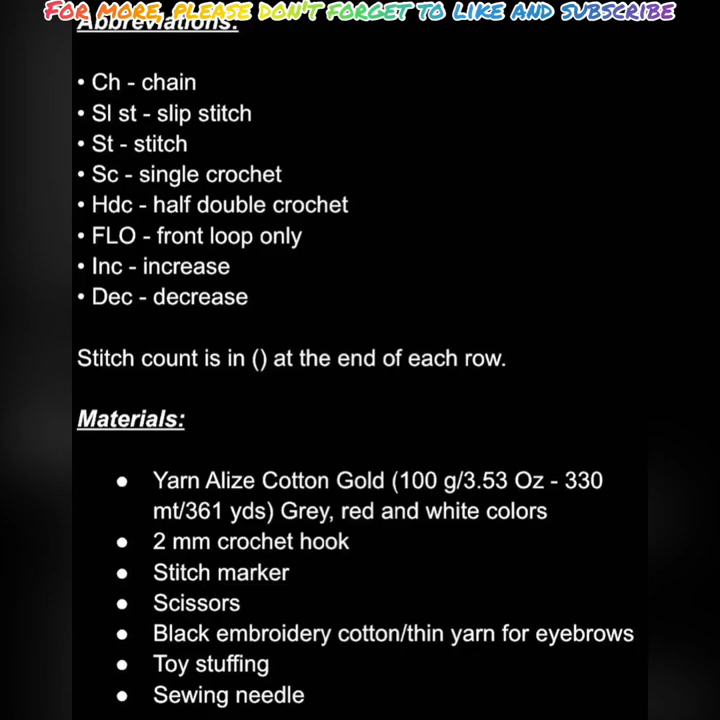 FOR MORE, PLEASE DON'T FORGET TO LIKE AND SUBSCRIBE
Abbreviations:
• Ch - chain
• Sl st - slip stitch
• St - stitch
• Sc - single crochet
• Hdc - half double crochet
• FLO - front loop only
• Inc - increase
• Dec - decrease
Stitch count is in () at the end of each row.
Materials:
● Yarn Alize Cotton Gold (100 g/3.53 Oz - 330
mt/361 yds) Grey, red and white colors
● 2 mm crochet hook
● Stitch marker
● Scissors
● Black embroidery cotton/thin yarn for eyebrows
● Toy stuffing
● Sewing needle